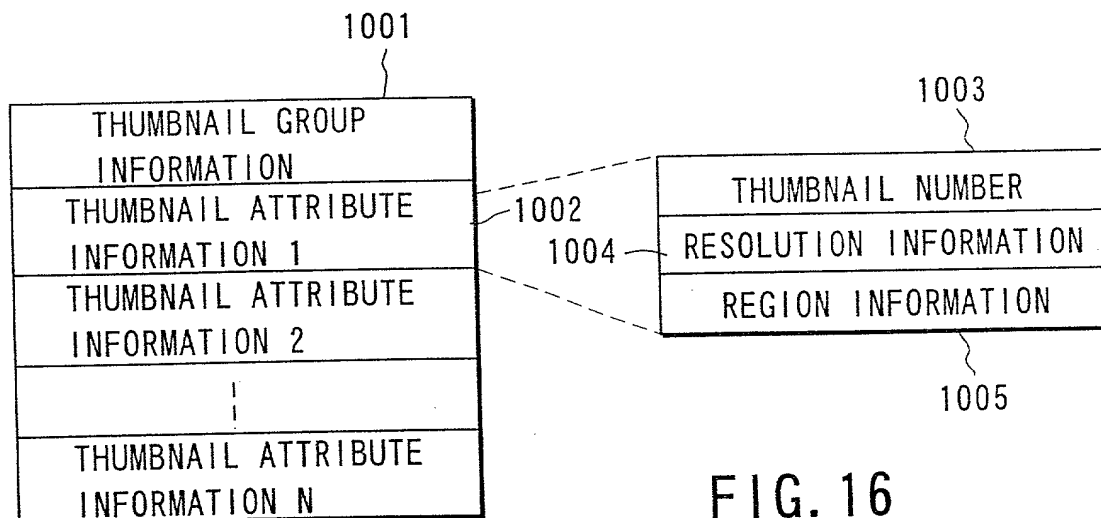 1001
THUMBNAIL GROUP
INFORMATION
THUMBNAIL ATTRIBUTE
INFORMATION 1
1002
THUMBNAIL ATTRIBUTE
INFORMATION 2
THUMBNAIL ATTRIBUTE
INFORMATION N
1003
THUMBNAIL NUMBER
1004
RESOLUTION INFORMATION
REGION INFORMATION
1005
FIG. 16